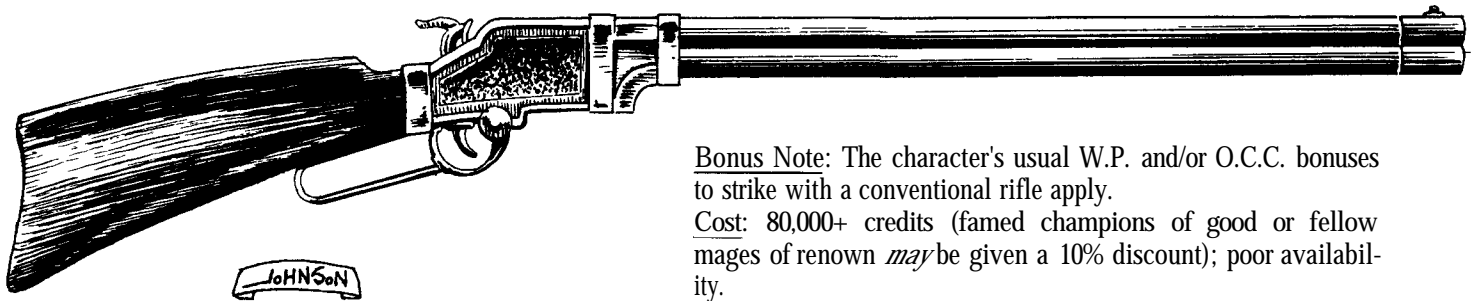 Bonus Note: The character's usual W.P. and/or O.C.C. bonuses
to strike with a conventional rifle apply.
Cost: 80,000+ credits (famed champions of good or fellow
mages of renown may be given a 10% discount); poor availabil-
ity.
JOHNSON